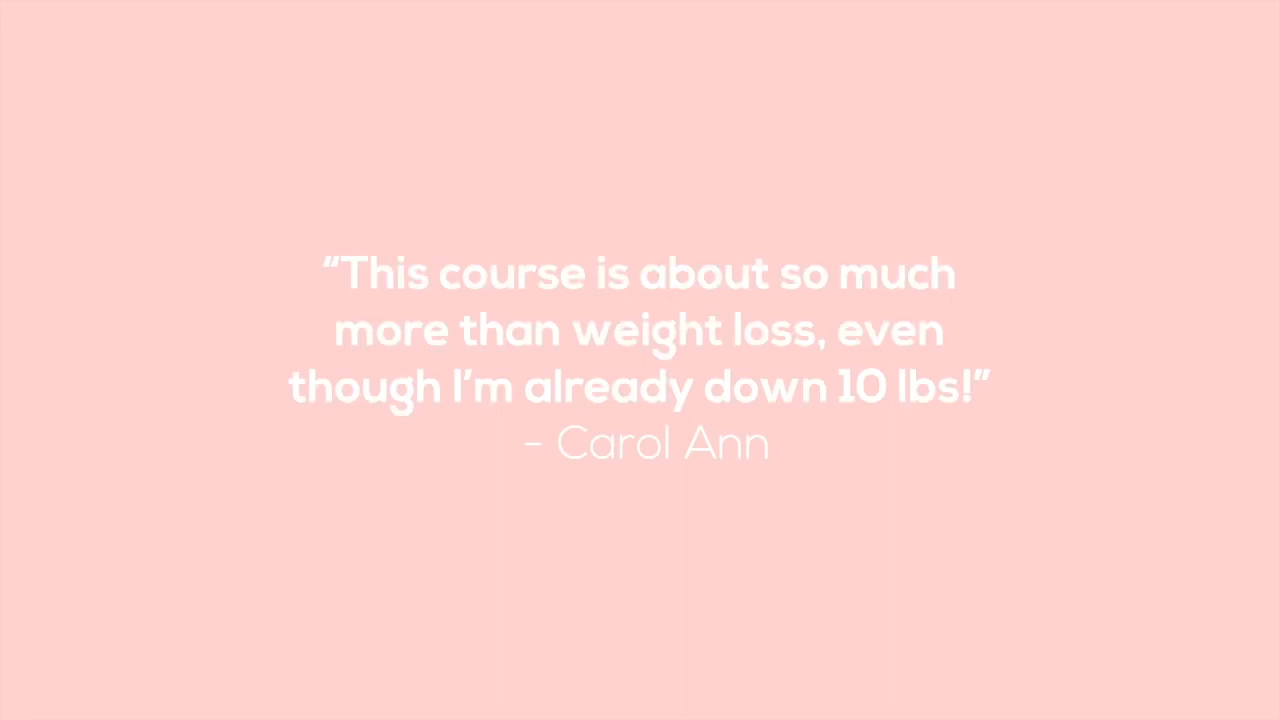 “This course is about so much
more than weight loss, even
though I’m already down 10 lbs!”
- Carol Ann